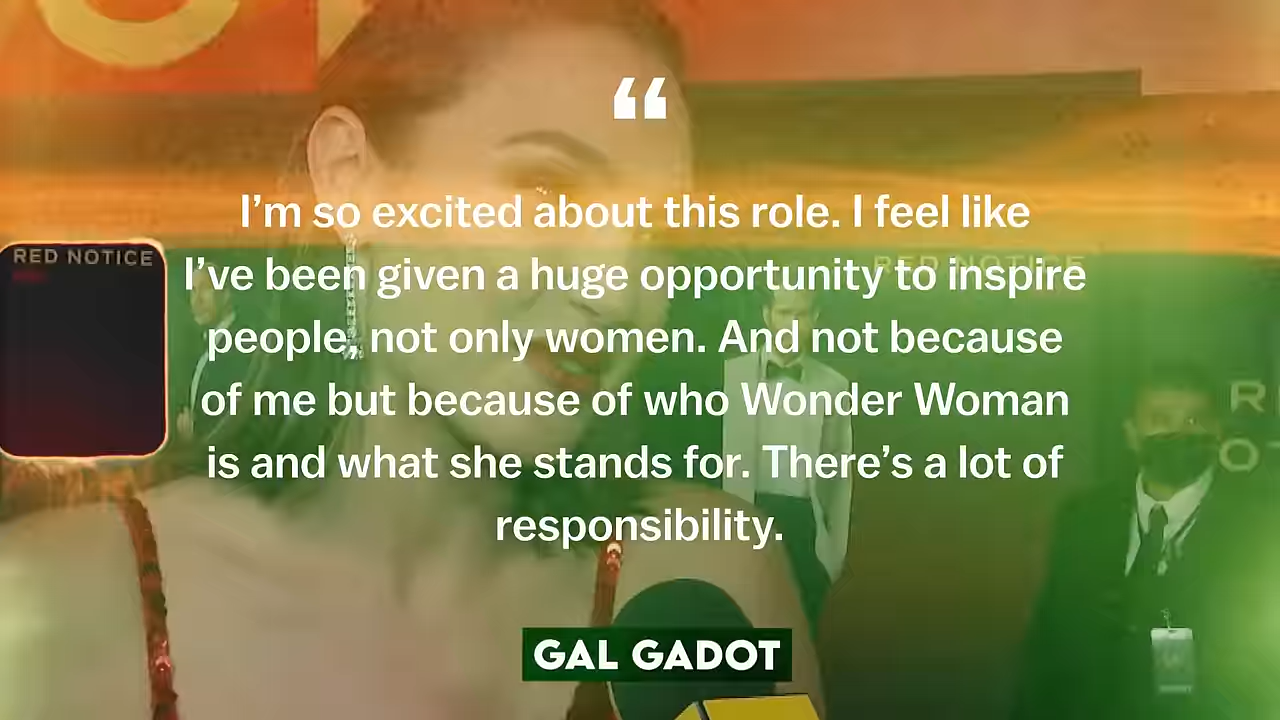 “
I’m so excited about this role. I feel like
I’ve been given a huge opportunity to inspire
people, not only women. And not because
of me but because of who Wonder Woman
is and what she stands for. There’s a lot of
responsibility.
GAL GADOT
RED NOTICE
RED NOTICE